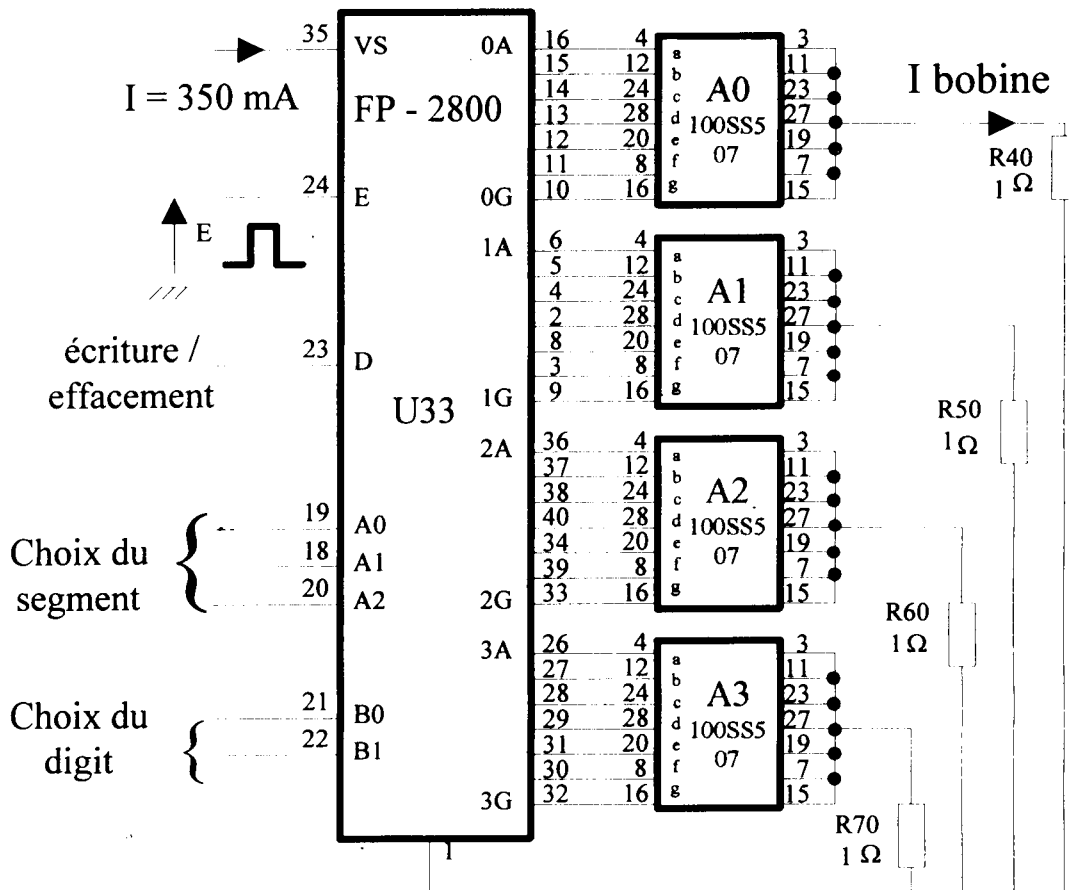 35
VS
I = 350 mA
FP - 2800
24
E
E
écriture /
effacement
23
D
U33
Choix du
segment
19
A0
18
A1
20
A2
Choix du
digit
21
B0
22
B1
1
0A
16
15
14
13
12
11
10
0G
4
12
24
28
20
8
16
a
b
c
d
e
f
g
A0
100SS5
07
3
11
23
27
19
7
15
I bobine
R40
1 Ω
1A
6
5
4
2
8
3
9
1G
4
12
24
28
20
8
16
a
b
c
d
e
f
g
A1
100SS5
07
3
11
23
27
19
7
15
R50
1 Ω
2A
36
37
38
40
34
39
33
2G
4
12
24
28
20
8
16
a
b
c
d
e
f
g
A2
100SS5
07
3
11
23
27
19
7
15
R60
1 Ω
3A
26
27
28
29
31
30
32
3G
4
12
24
28
20
8
16
a
b
c
d
e
f
g
A3
100SS5
07
3
11
23
27
19
7
15
R70
1 Ω